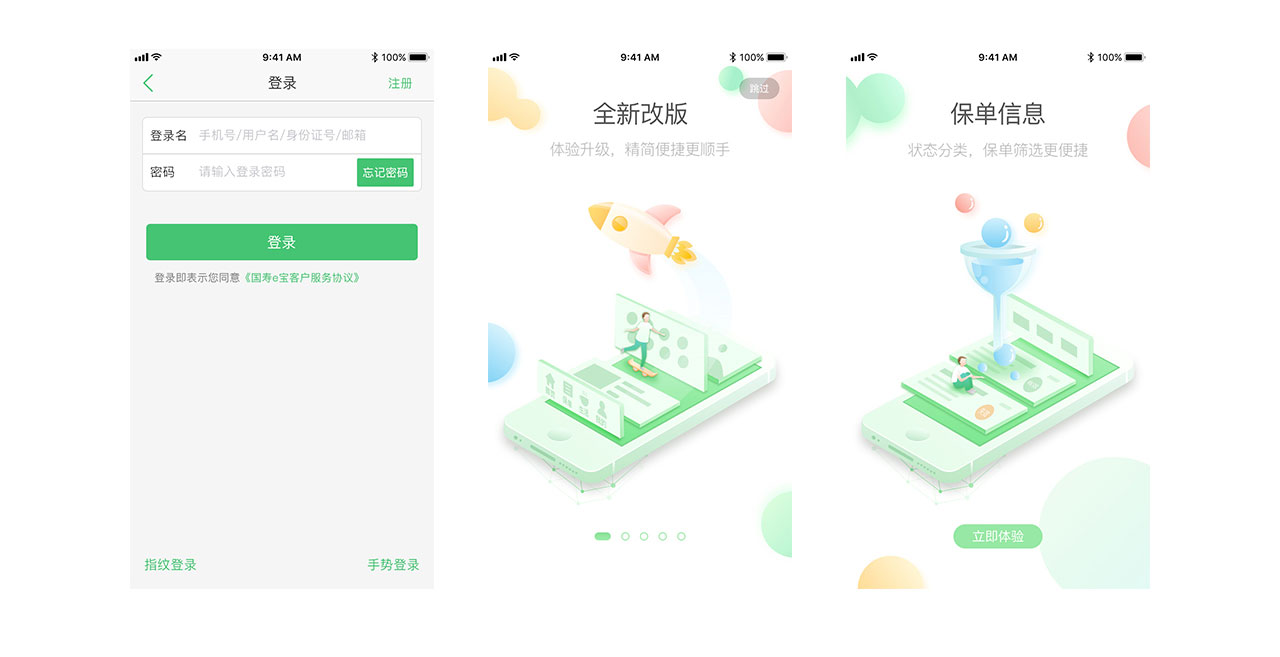 9:41 AM
100%
登录
注册
登录名
手机号/用户名/身份证号/邮箱
密码
请输入登录密码
忘记密码
登录
登录即表示您同意《国寿e宝客户服务协议》
指纹登录
手势登录
9:41 AM
100%
跳过
全新改版
体验升级，精简便捷更顺手
9:41 AM
100%
保单信息
状态分类，保单筛选更便捷
立即体验